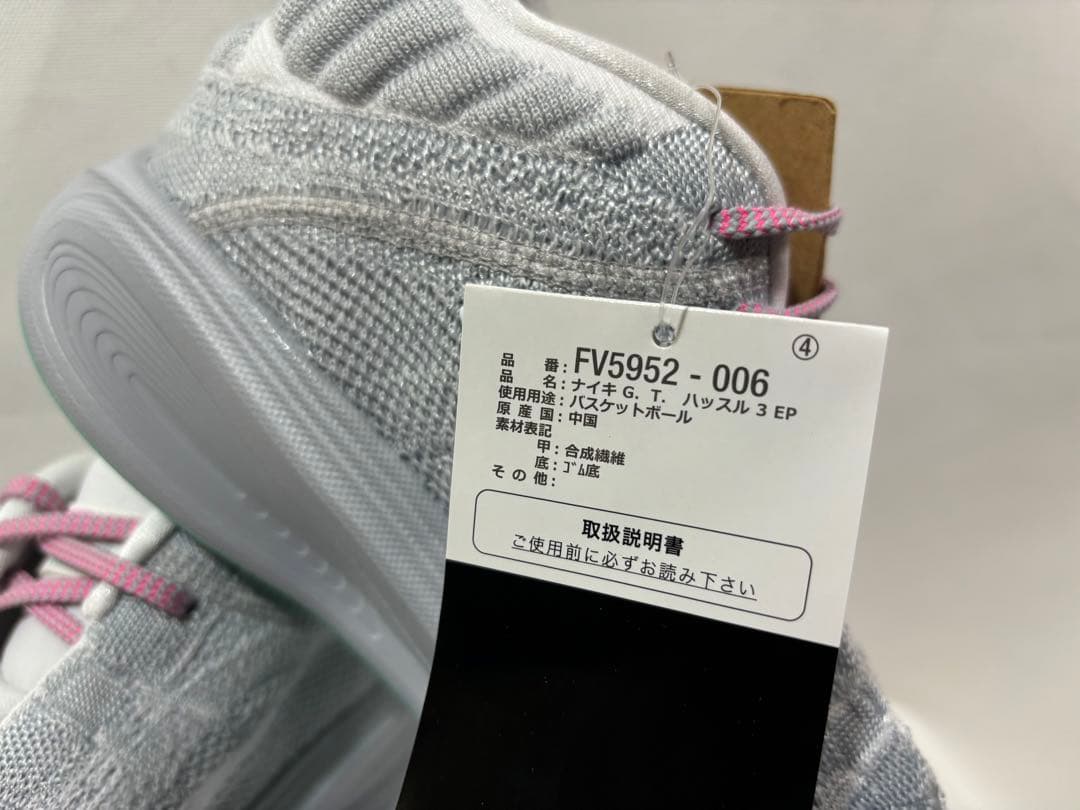 ④
品番:FV5952-006
品名:ナイキ G. T. ハッスル 3 EP
使用用途:バスケットボール
原産国:中国
素材表記
甲:合成繊維
底:ゴム底
その他:
取扱説明書
ご使用前に必ずお読み下さい